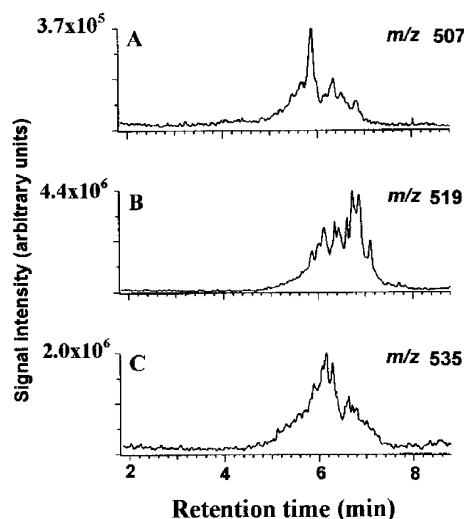 3.7x10⁵
A
m/z 507
4.4x10⁶
B
m/z 519
2.0x10⁶
C
m/z 535
Signal intensity (arbitrary units)
2 4 6 8
Retention time (min)